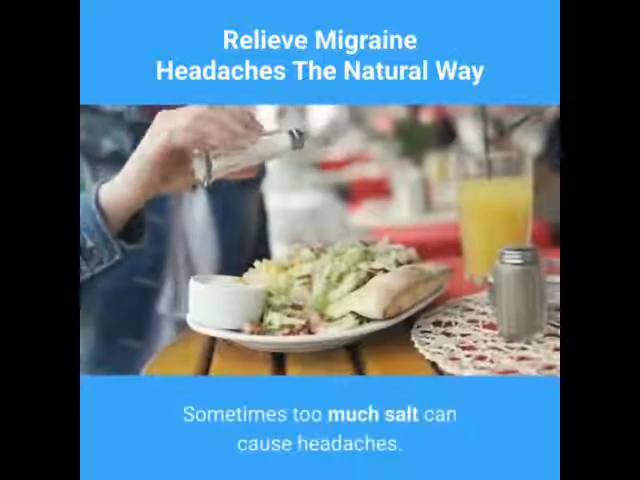 Relieve Migraine
Headaches The Natural Way
Sometimes too much salt can
cause headaches.